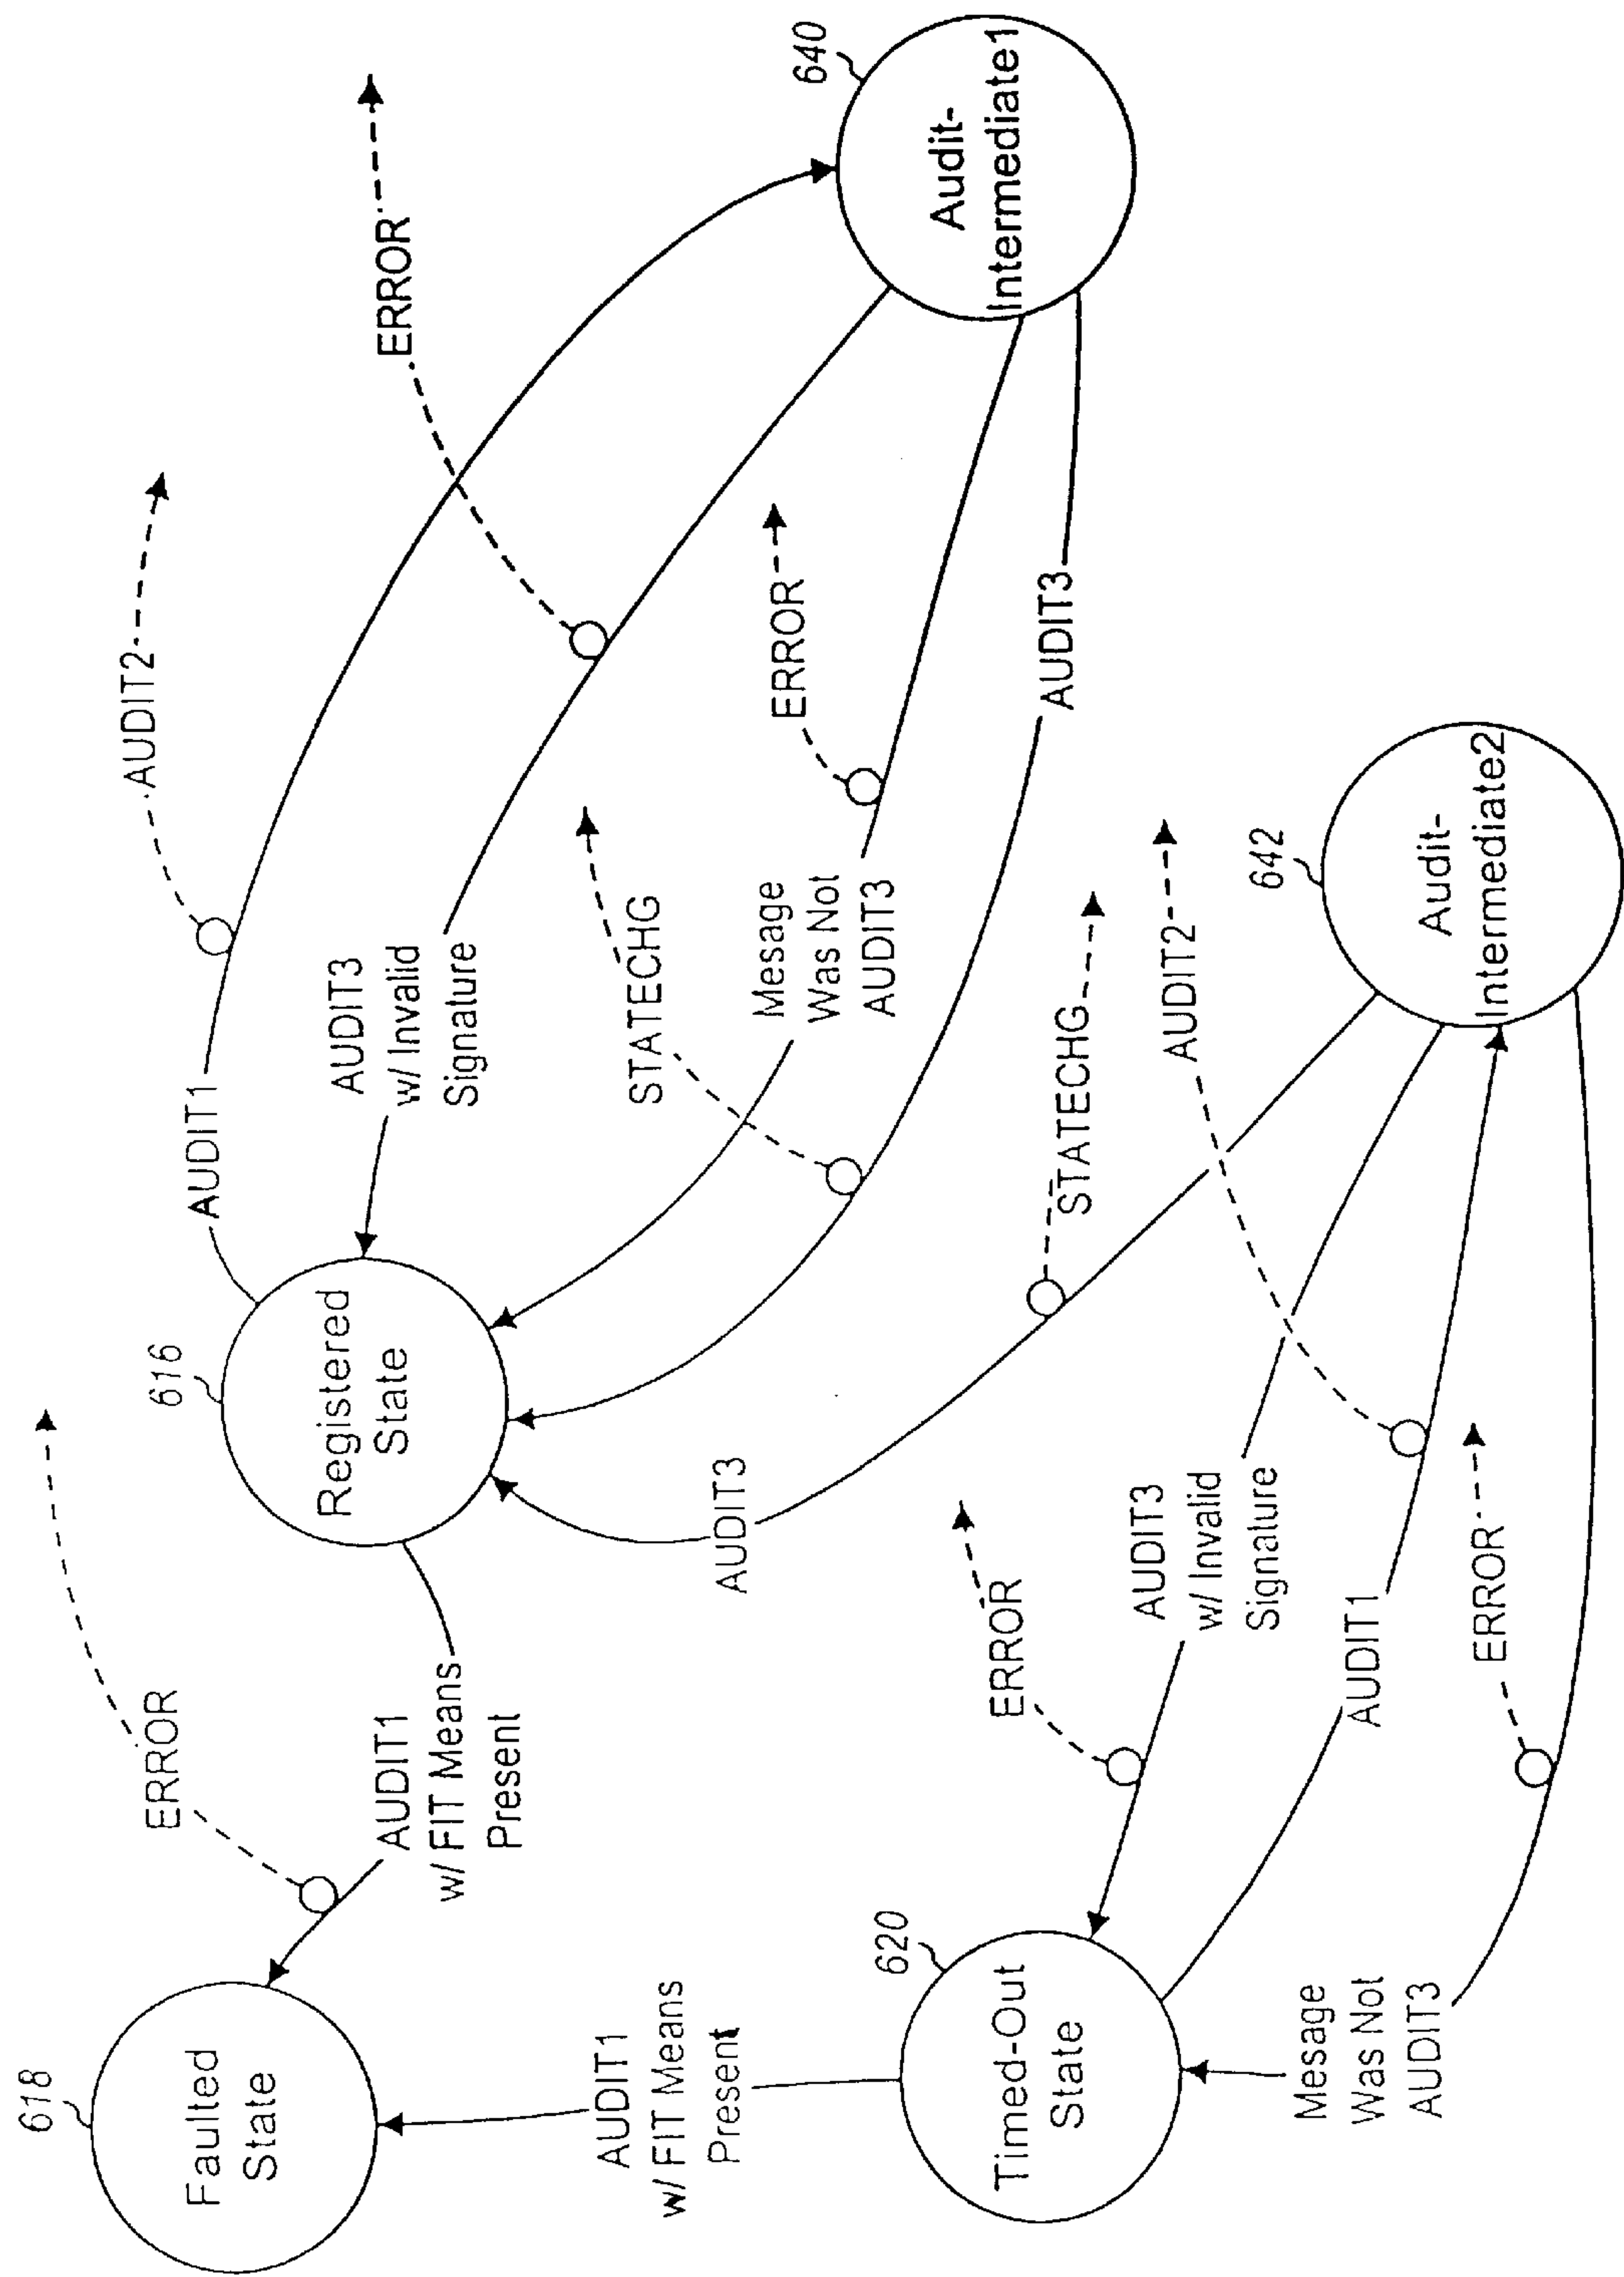 618
Faulted
State
ERROR
AUDIT1
w/ FIT Means
Present
616
Registered
State
AUDIT1
AUDIT2
ERROR
640
Audit-
Intermediate1
AUDIT3
w/ Invalid
Signature
STATECHG
Mesage
Was Not
AUDIT3
ERROR
AUDIT3
AUDIT1
w/ FIT Means
Present
620
Timed-Out
State
AUDIT3
STATECHG
AUDIT2
642
Audit-
Intermediate2
ERROR
AUDIT3
w/ Invalid
Signature
AUDIT1
ERROR
Mesage
Was Not
AUDIT3